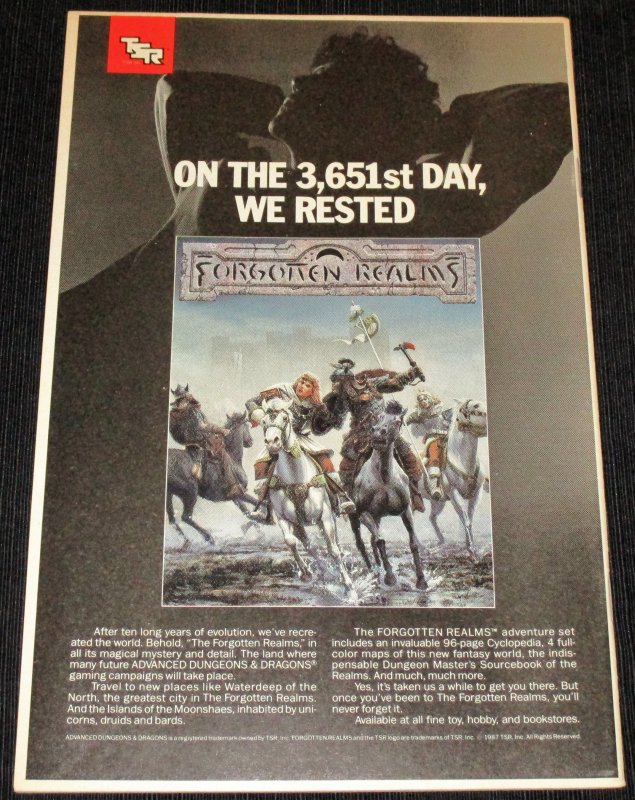 TSR
ON THE 3,651st DAY,
WE RESTED
FORGOTTEN REALMS
After ten long years of evolution, we've recre-
ated the world. Behold, "The Forgotten Realms," in
all its magical mystery and detail. The land where
many future ADVANCED DUNGEONS & DRAGONS®
gaming campaigns will take place.
Travel to new places like Waterdeep of the
North, the greatest city in The Forgotten Realms.
And the Islands of the Moonshaes, inhabited by uni-
corns, druids and bards.
The FORGOTTEN REALMS™ adventure set
includes an invaluable 96-page Cyclopedia, 4 full-
color maps of this new fantasy world, the indis-
pensable Dungeon Master's Sourcebook of the
Realms. And much, much more.
Yes, it's taken us a while to get you there. But
once you've been to The Forgotten Realms, you'll
never forget it.
Available at all fine toy, hobby, and bookstores.
ADVANCED DUNGEONS & DRAGONS is a registered trademark owned by TSR, Inc. FORGOTTEN REALMS and the TSR logo are trademarks of TSR, Inc. © 1987 TSR, Inc. All Rights Reserved.